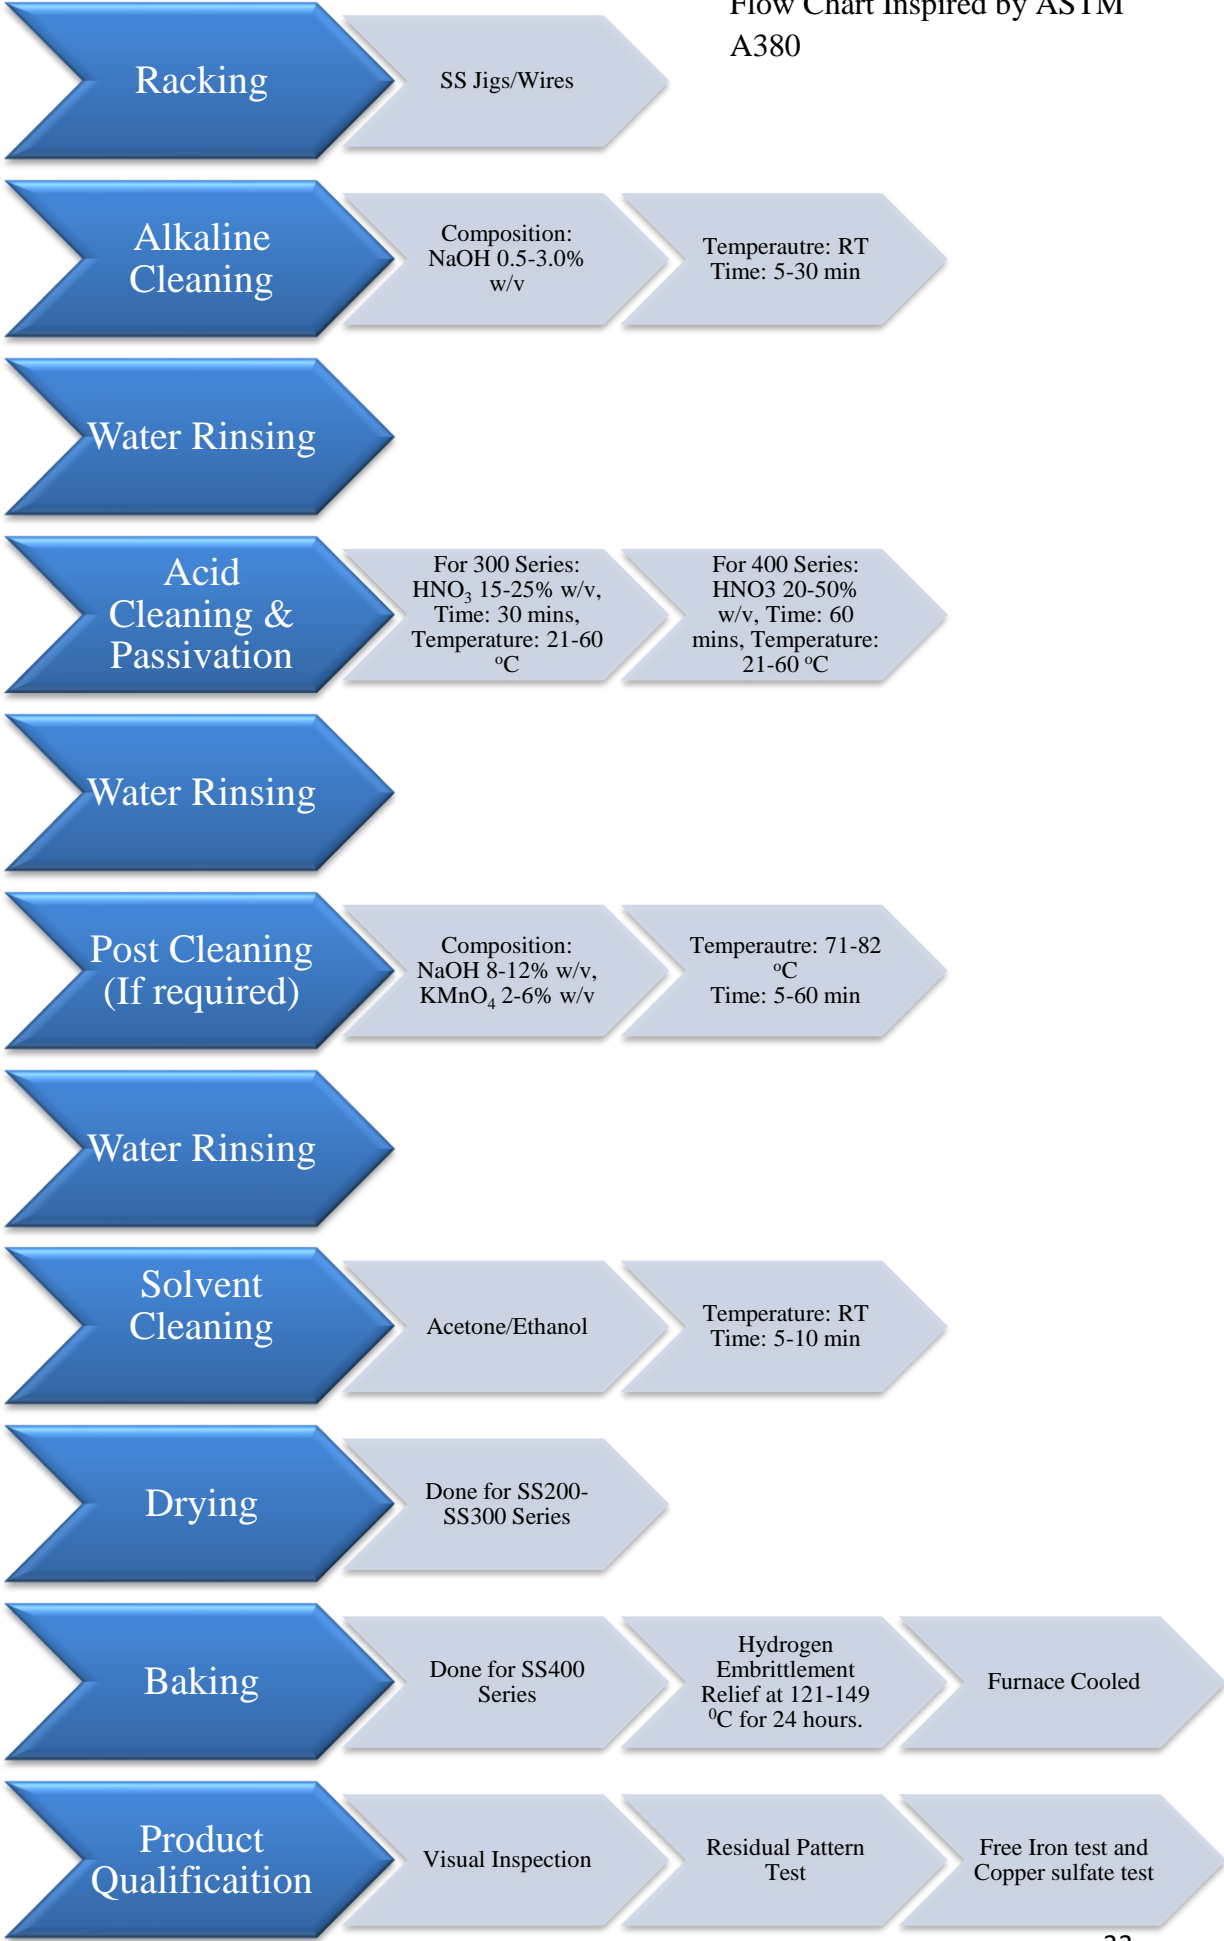 Flow Chart Inspired by ASTM
A380
Racking
SS Jigs/Wires
Alkaline
Cleaning
Composition:
NaOH 0.5-3.0%
w/v
Temperautre: RT
Time: 5-30 min
Water Rinsing
Acid
Cleaning &
Passivation
For 300 Series:
HNO₃ 15-25% w/v,
Time: 30 mins,
Temperature: 21-60
ᵒC
For 400 Series:
HNO3 20-50%
w/v, Time: 60
mins, Temperature:
21-60 ᵒC
Water Rinsing
Post Cleaning
(If required)
Composition:
NaOH 8-12% w/v,
KMnO₄ 2-6% w/v
Temperautre: 71-82
ᵒC
Time: 5-60 min
Water Rinsing
Solvent
Cleaning
Acetone/Ethanol
Temperature: RT
Time: 5-10 min
Drying
Done for SS200-
SS300 Series
Baking
Done for SS400
Series
Hydrogen
Embrittlement
Relief at 121-149
⁰C for 24 hours.
Furnace Cooled
Product
Qualificaitition
Visual Inspection
Residual Pattern
Test
Free Iron test and
Copper sulfate test